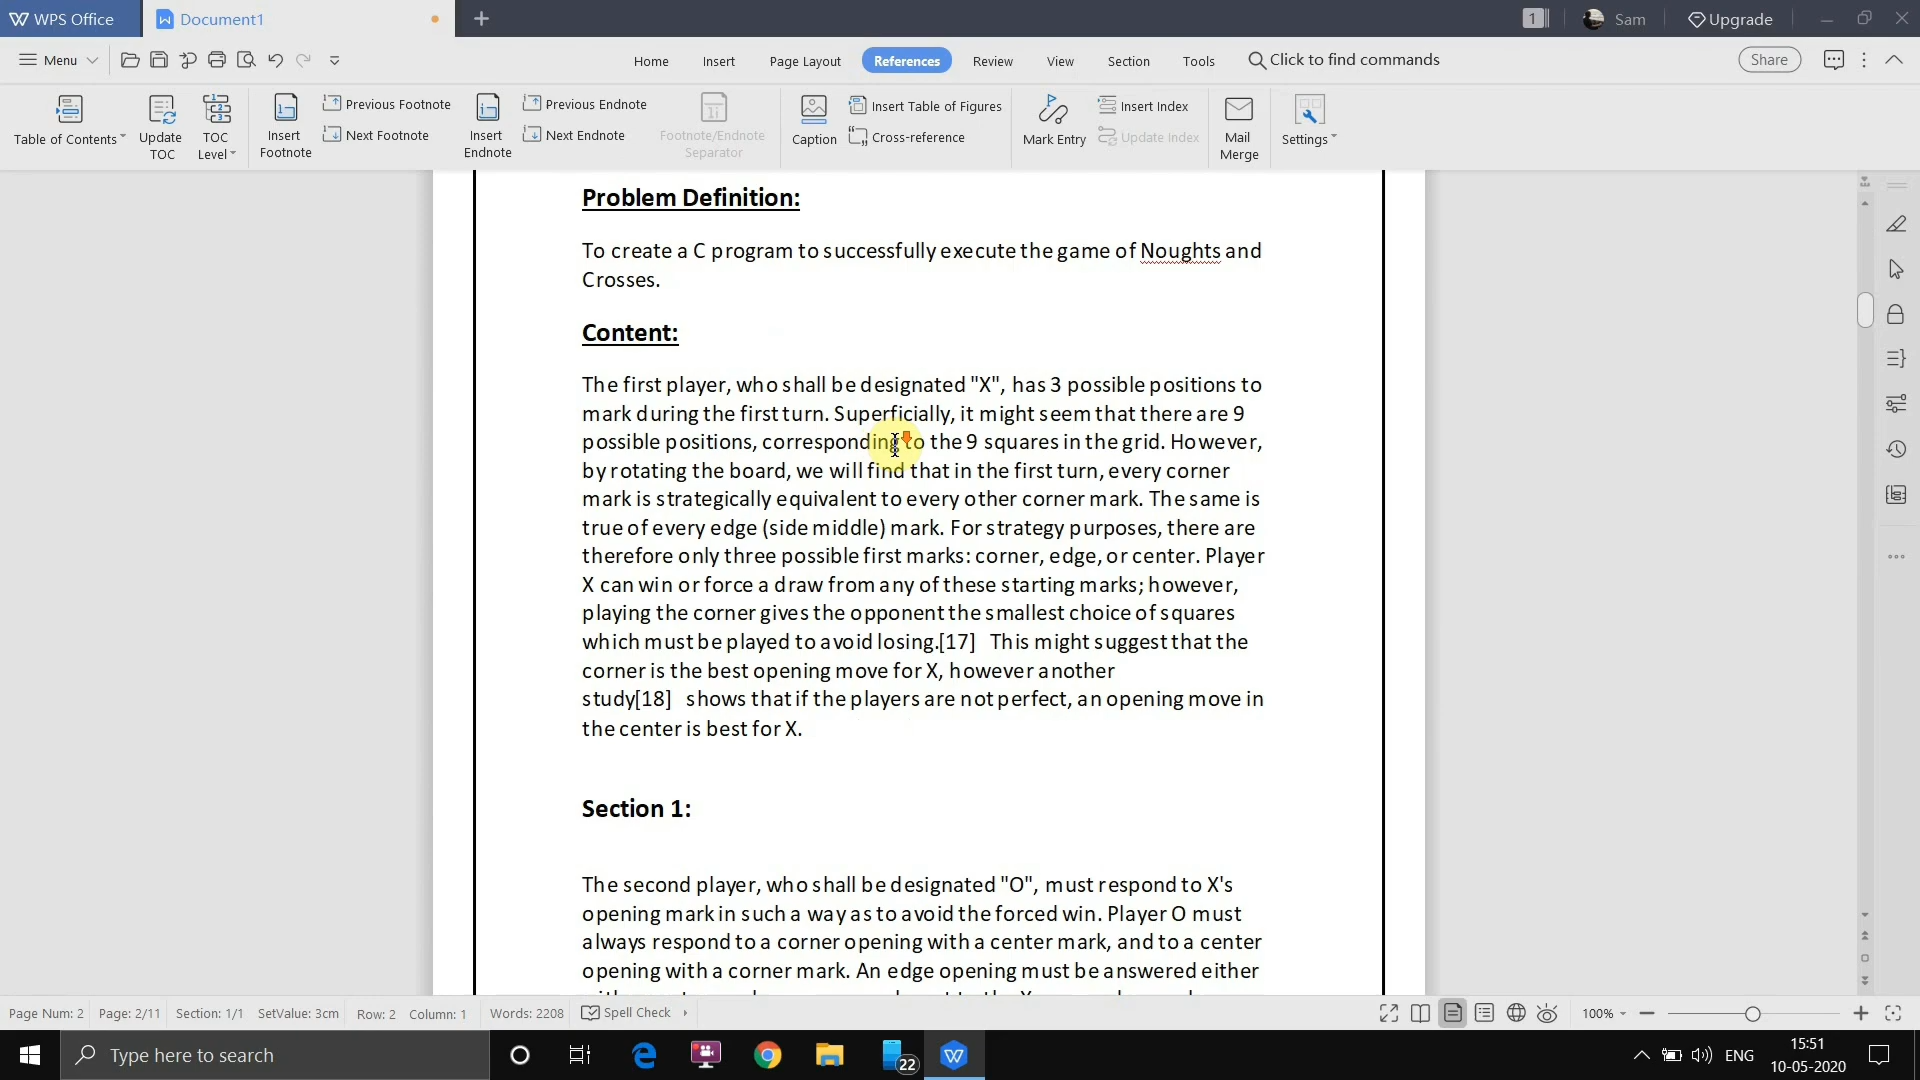 WPS Office
Document1
1
Sam
Upgrade
Menu
Home
Insert
Page Layout
References
Review
View
Section
Tools
Click to find commands
Share
Table of Contents
Update
TOC
TOC
Level
Insert
Footnote
Previous Footnote
Next Footnote
Insert
Endnote
Previous Endnote
Next Endnote
Footnote/Endnote
Separator
Caption
Insert Table of Figures
Cross-reference
Mark Entry
Insert Index
Update Index
Mail
Merge
Settings
Problem Definition:
To create a C program to successfully execute the game of Noughts and
Crosses.
Content:
The first player, who shall be designated "X", has 3 possible positions to
mark during the first turn. Superficially, it might seem that there are 9
possible positions, corresponding to the 9 squares in the grid. However,
by rotating the board, we will find that in the first turn, every corner
mark is strategically equivalent to every other corner mark. The same is
true of every edge (side middle) mark. For strategy purposes, there are
therefore only three possible first marks: corner, edge, or center. Player
X can win or force a draw from any of these starting marks; however,
playing the corner gives the opponent the smallest choice of squares
which must be played to avoid losing.[17] This might suggest that the
corner is the best opening move for X, however another
study[18] shows that if the players are not perfect, an opening move in
the center is best for X.
Section 1:
The second player, who shall be designated "O", must respond to X's
opening mark in such a way as to avoid the forced win. Player O must
always respond to a corner opening with a center mark, and to a center
opening with a corner mark. An edge opening must be answered either
Page Num: 2
Page: 2/11
Section: 1/1
SetValue: 3cm
Row: 2
Column: 1
Words: 2208
Spell Check
100%
Type here to search
22
ENG
15:51
10-05-2020